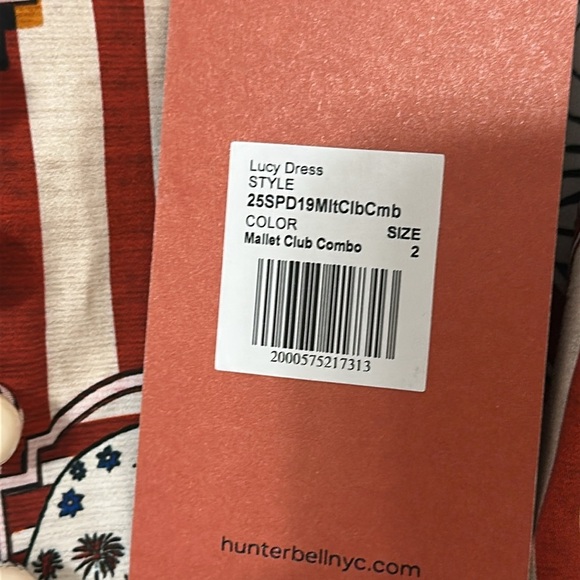 Lucy Dress
STYLE
25SPD19MltClbCmb
COLOR SIZE
Mallet Club Combo 2
2000575217313
hunterbellnyc.com